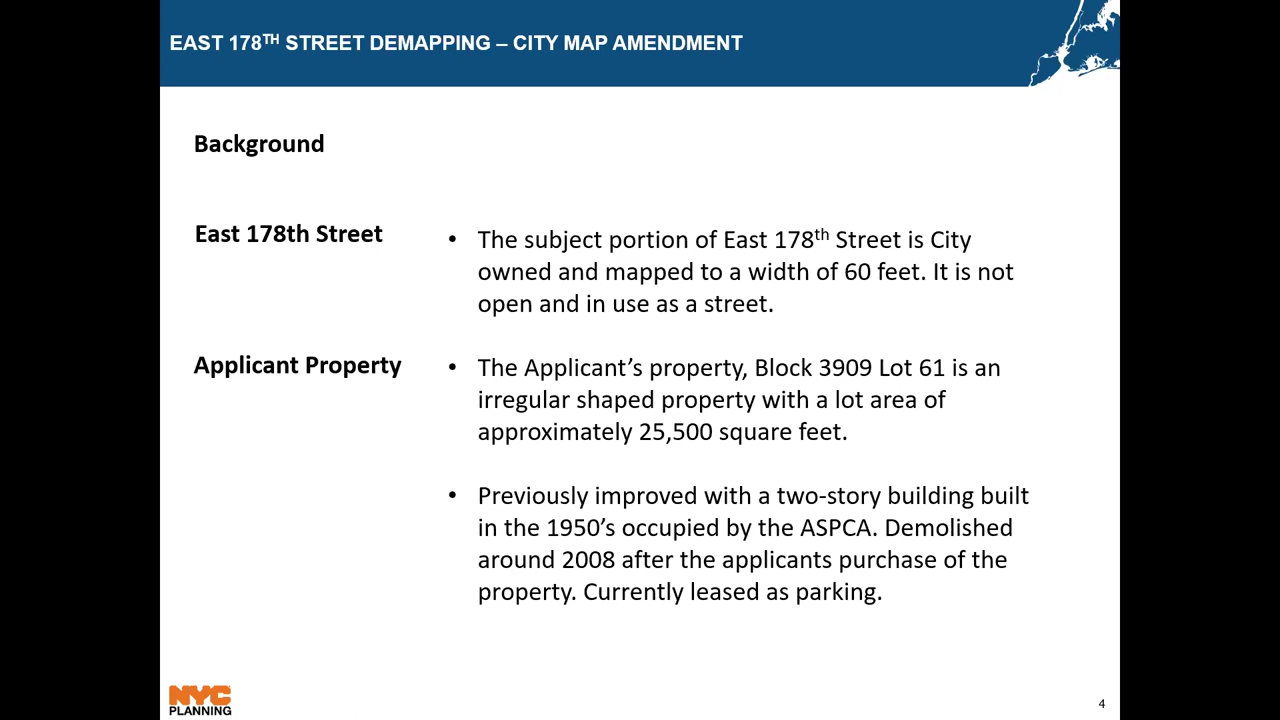 EAST 178TH STREET DEMAPPING – CITY MAP AMENDMENT
Background
East 178th Street
• The subject portion of East 178th Street is City
owned and mapped to a width of 60 feet. It is not
open and in use as a street.
Applicant Property
• The Applicant’s property, Block 3909 Lot 61 is an
irregular shaped property with a lot area of
approximately 25,500 square feet.
• Previously improved with a two-story building built
in the 1950’s occupied by the ASPCA. Demolished
around 2008 after the applicants purchase of the
property. Currently leased as parking.
NYC
PLANNING
4